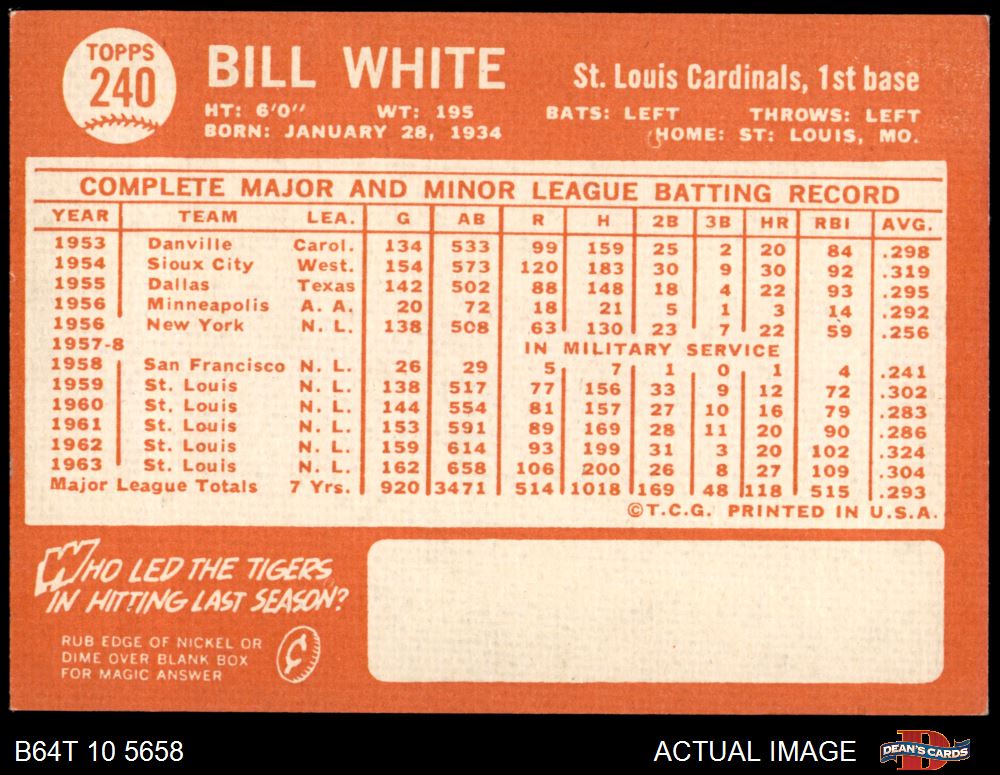 TOPPS
240
BILL WHITE
St. Louis Cardinals, 1st base
HT: 6'0'' WT: 195 BATS: LEFT THROWS: LEFT
BORN: JANUARY 28, 1934 HOME: ST: LOUIS, MO.
COMPLETE MAJOR AND MINOR LEAGUE BATTING RECORD
YEAR TEAM LEA. G AB R H 2B 3B HR RBI AVG.
1953 Danville Carol. 134 533 99 159 25 2 20 84 .298
1954 Sioux City West. 154 573 120 183 30 9 30 92 .319
1955 Dallas Texas 142 502 88 148 18 4 22 93 .295
1956 Minneapolis A. A. 20 72 18 21 5 1 3 14 .292
1956 New York N. L. 138 508 63 130 23 7 22 59 .256
1957-8 IN MILITARY SERVICE
1958 San Francisco N. L. 26 29 5 7 1 0 1 4 .241
1959 St. Louis N. L. 138 517 77 156 33 9 12 72 .302
1960 St. Louis N. L. 144 554 81 157 27 10 16 79 .283
1961 St. Louis N. L. 153 591 89 169 28 11 20 90 .286
1962 St. Louis N. L. 159 614 93 199 31 3 20 102 .324
1963 St. Louis N. L. 162 658 106 200 26 8 27 109 .304
Major League Totals 7 Yrs. 920 3471 514 1018 169 48 118 515 .293
©T.C.G. PRINTED IN U.S.A.
WHO LED THE TIGERS
IN HITTING LAST SEASON?
RUB EDGE OF NICKEL OR
DIME OVER BLANK BOX
FOR MAGIC ANSWER
B64T 10 5658
ACTUAL IMAGE
DEAN'S CARDS